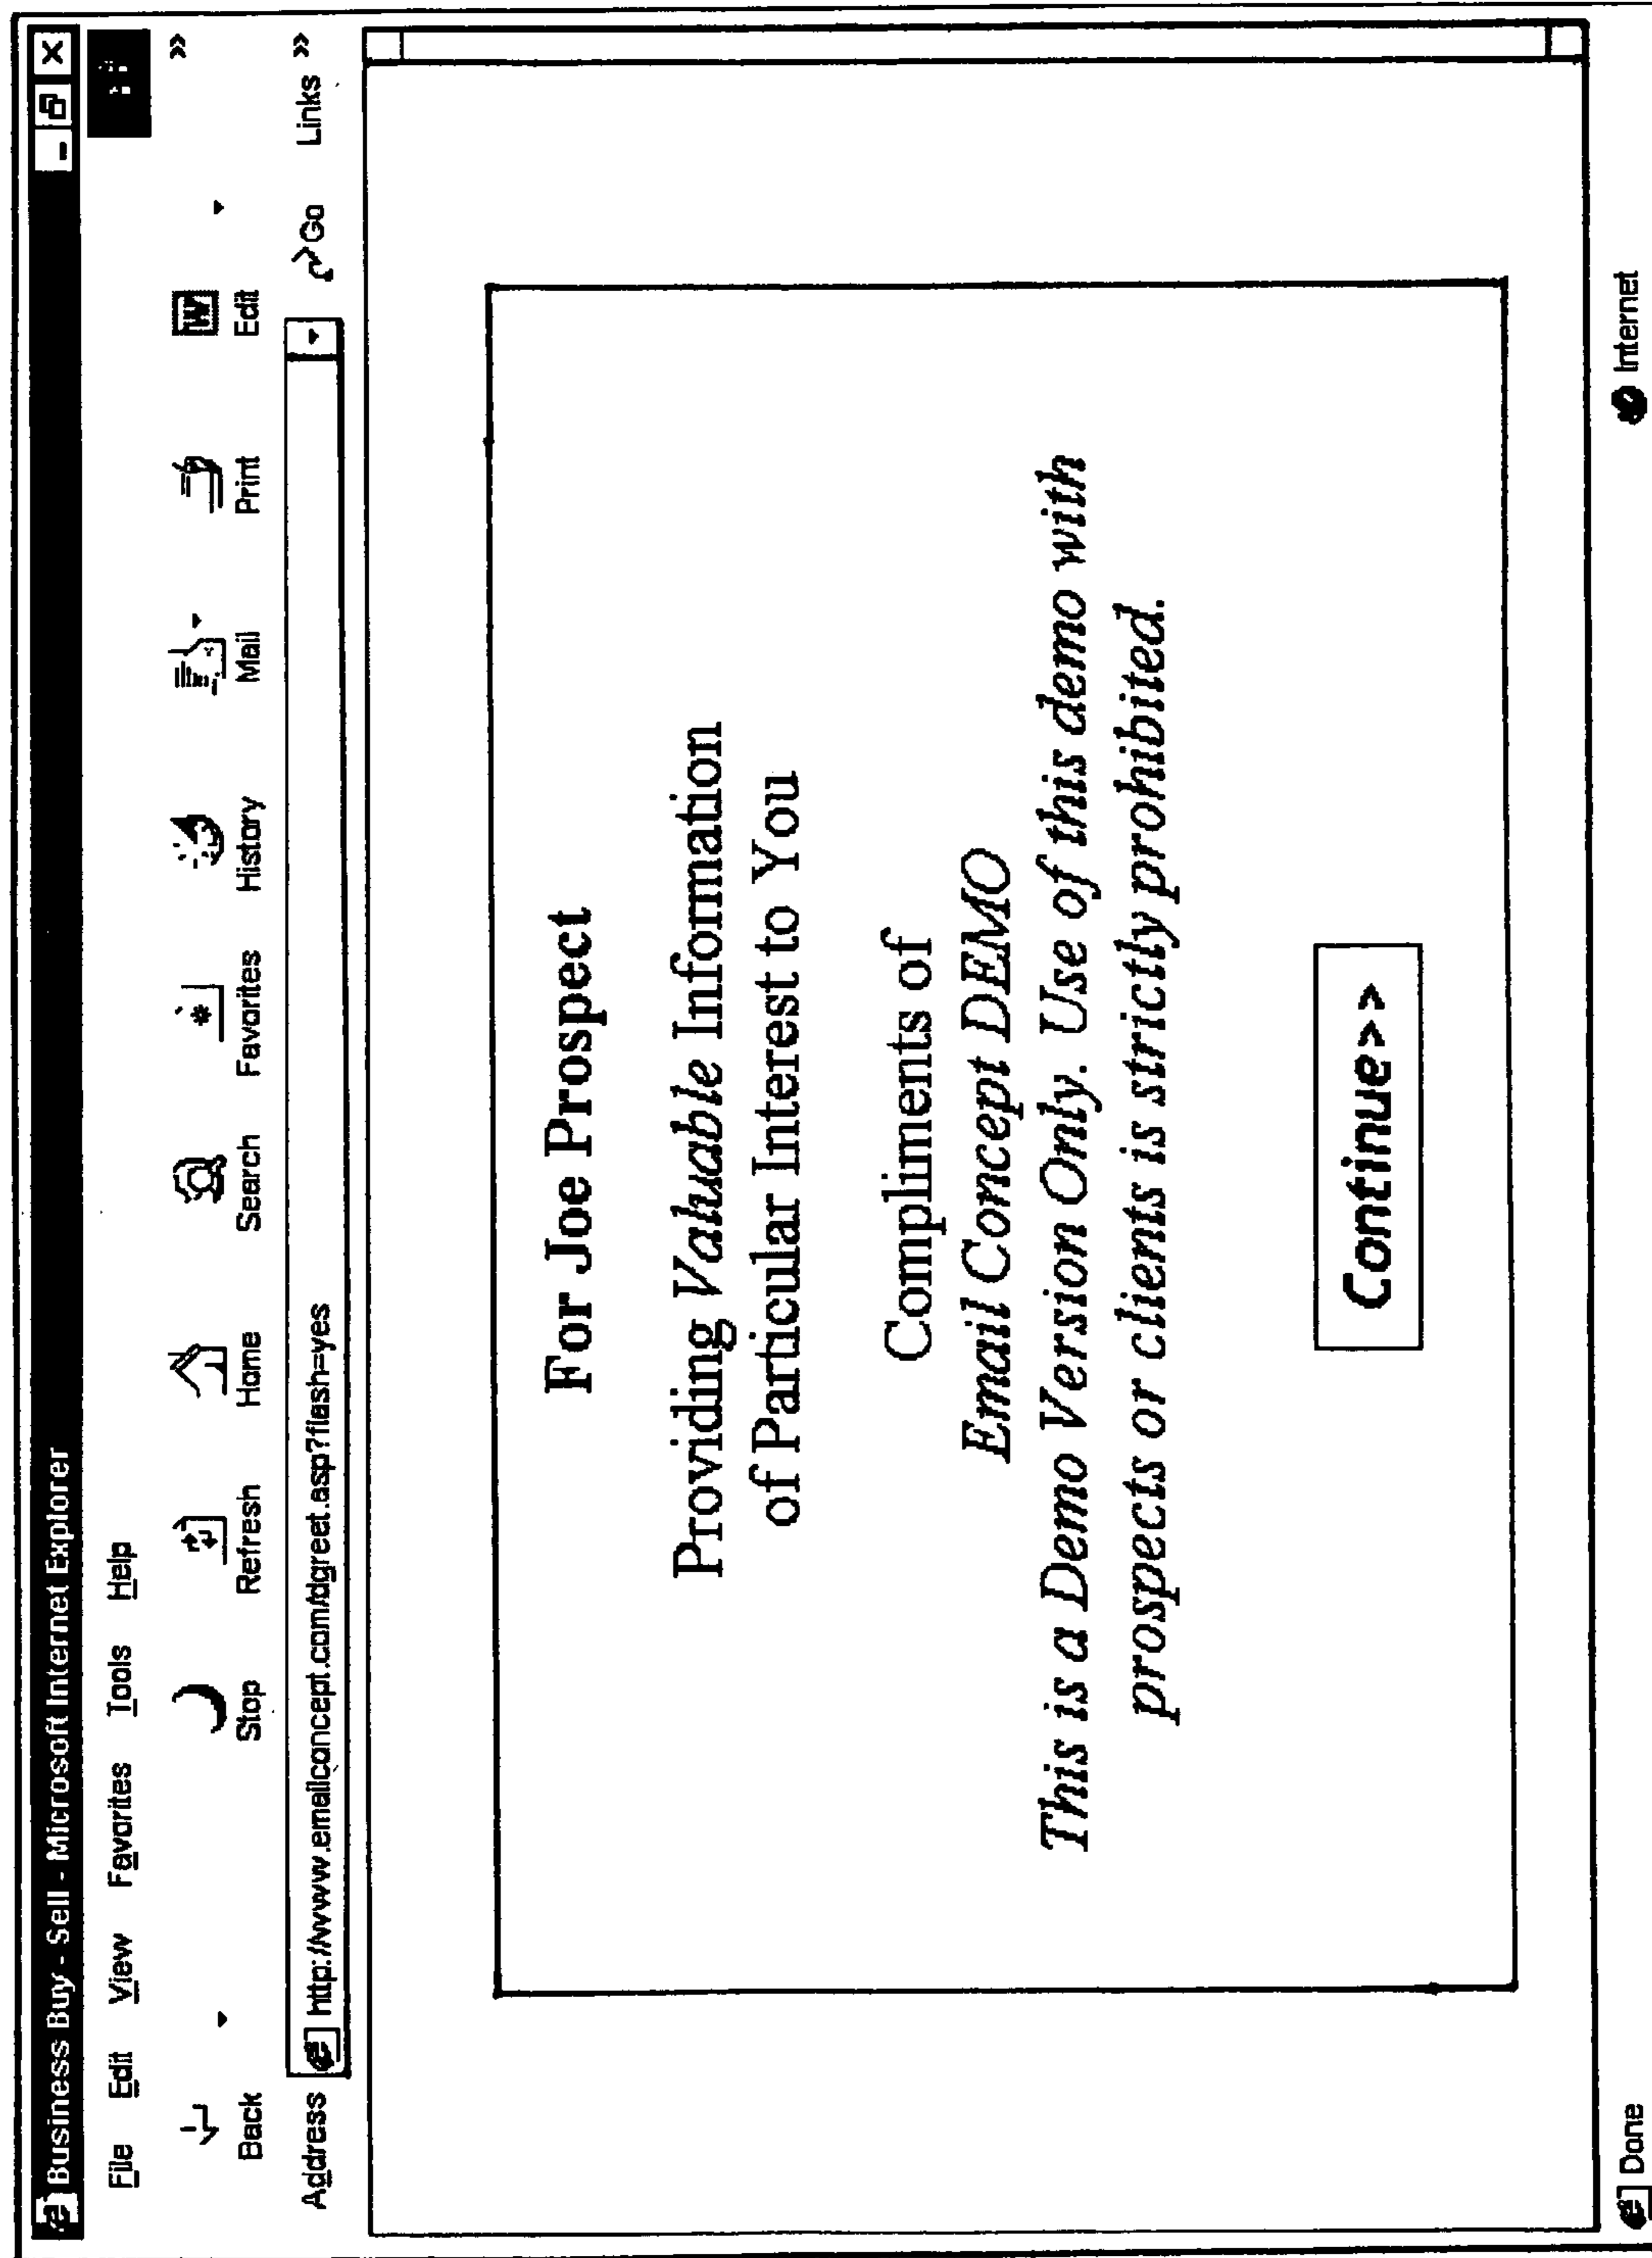 Business Buy - Sell - Microsoft Internet Explorer
File Edit View Favorites Tools Help
Back Stop Refresh Home Search Favorites History Mail Print Edit »
Address http://www.emailconcept.com/dgreet.asp?flash=yes Go Links »
For Joe Prospect
Providing Valuable Infomation
of Particular Interest to You
Compliments of
Email Concept DEMO
This is a Demo Version Only. Use of this demo with
prospects or clients is strictly prohibited.
Continue>>
Done Internet